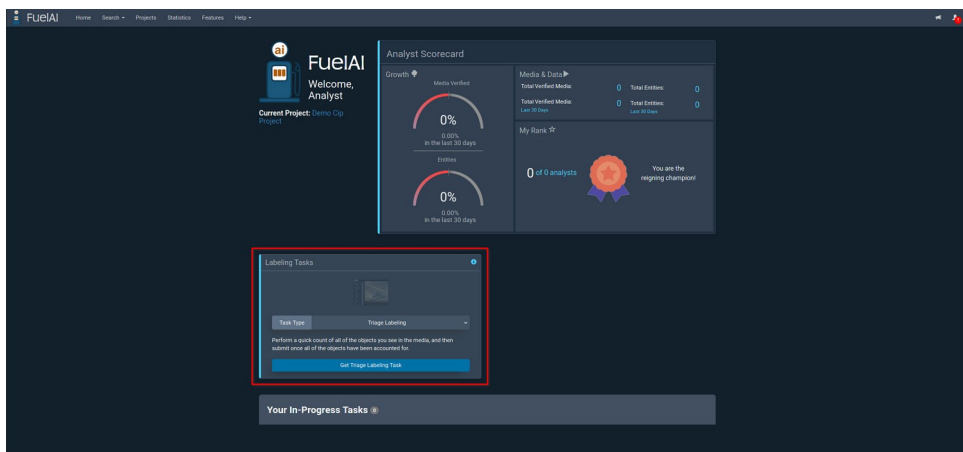 FuelAI Home Search Projects Statistics Features Help
ai
FuelAI
Welcome,
Analyst
Current Project: Demo Cip
Project
Analyst Scorecard
Growth
Media Verified
0%
0.00%
in the last 30 days
Entities
0%
0.00%
in the last 30 days
Media & Data
Total Verified Media: 0 Total Entities: 0
Total Verified Media: 0 Total Entities: 0
Last 30 Days Last 30 Days
My Rank
0 of 0 analysts
You are the
reigning champion!
Labeling Tasks
Task Type Triage Labeling
Perform a quick count of all of the objects you see in the media, and then
submit once all of the objects have been accounted for.
Get Triage Labeling Task
Your In-Progress Tasks 0